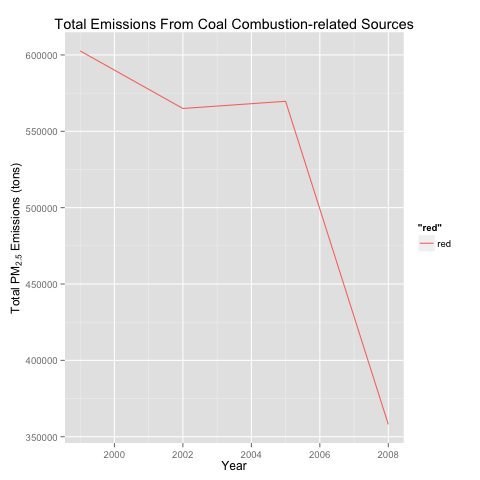 Total Emissions From Coal Combustion-related Sources
600000
550000
500000
450000
400000
350000
Total PM2.5 Emissions (tons)
2000 2002 2004 2006 2008
Year
"red"
red